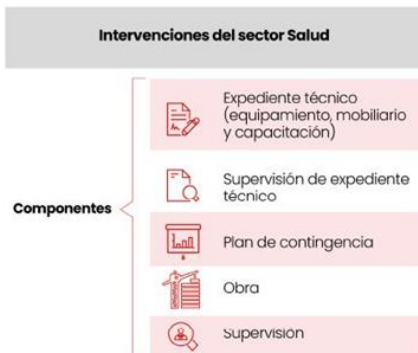 Intervenciones del sector Salud
Componentes
Expediente técnico
(equipamiento, mobiliario
y capacitación)
Supervisión de expediente
técnico
Plan de contingencia
Obra
Supervisión